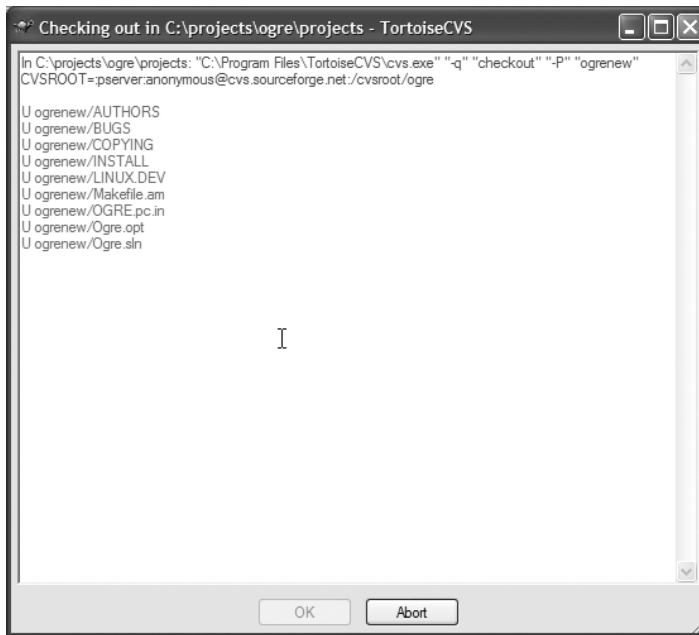 Checking out in C:\projects\ogre\projects - TortoiseCVS
In C:\projects\ogre\projects: "C:\Program Files\TortoiseCVS\cvs.exe" "-q" "checkout" "-P" "ogrenew"
CVSROOT=:pserver:anonymous@cvs.sourceforge.net:/cvsroot/ogre
U ogrenew/AUTHORS
U ogrenew/BUGS
U ogrenew/COPYING
U ogrenew/INSTALL
U ogrenew/LINUX.DEV
U ogrenew/Makefile.am
U ogrenew/OGRE.pc.in
U ogrenew/Ogre.opt
U ogrenew/Ogre.sln
OK Abort